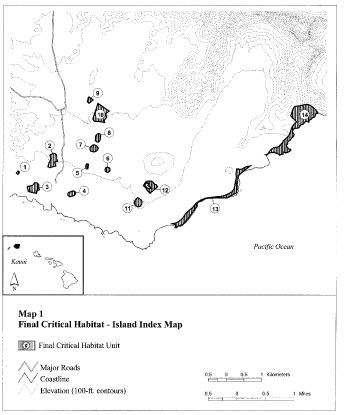 9
10
14
8
7
2
5
6
1
3
4
12
11
13
Pacific Ocean
Kauai
N
Map 1
Final Critical Habitat - Island Index Map
Final Critical Habitat Unit
Major Roads
Coastline
Elevation (100-ft. contours)
0.5 0 0.5 1 Kilometers
0.5 0 0.5 1 Miles